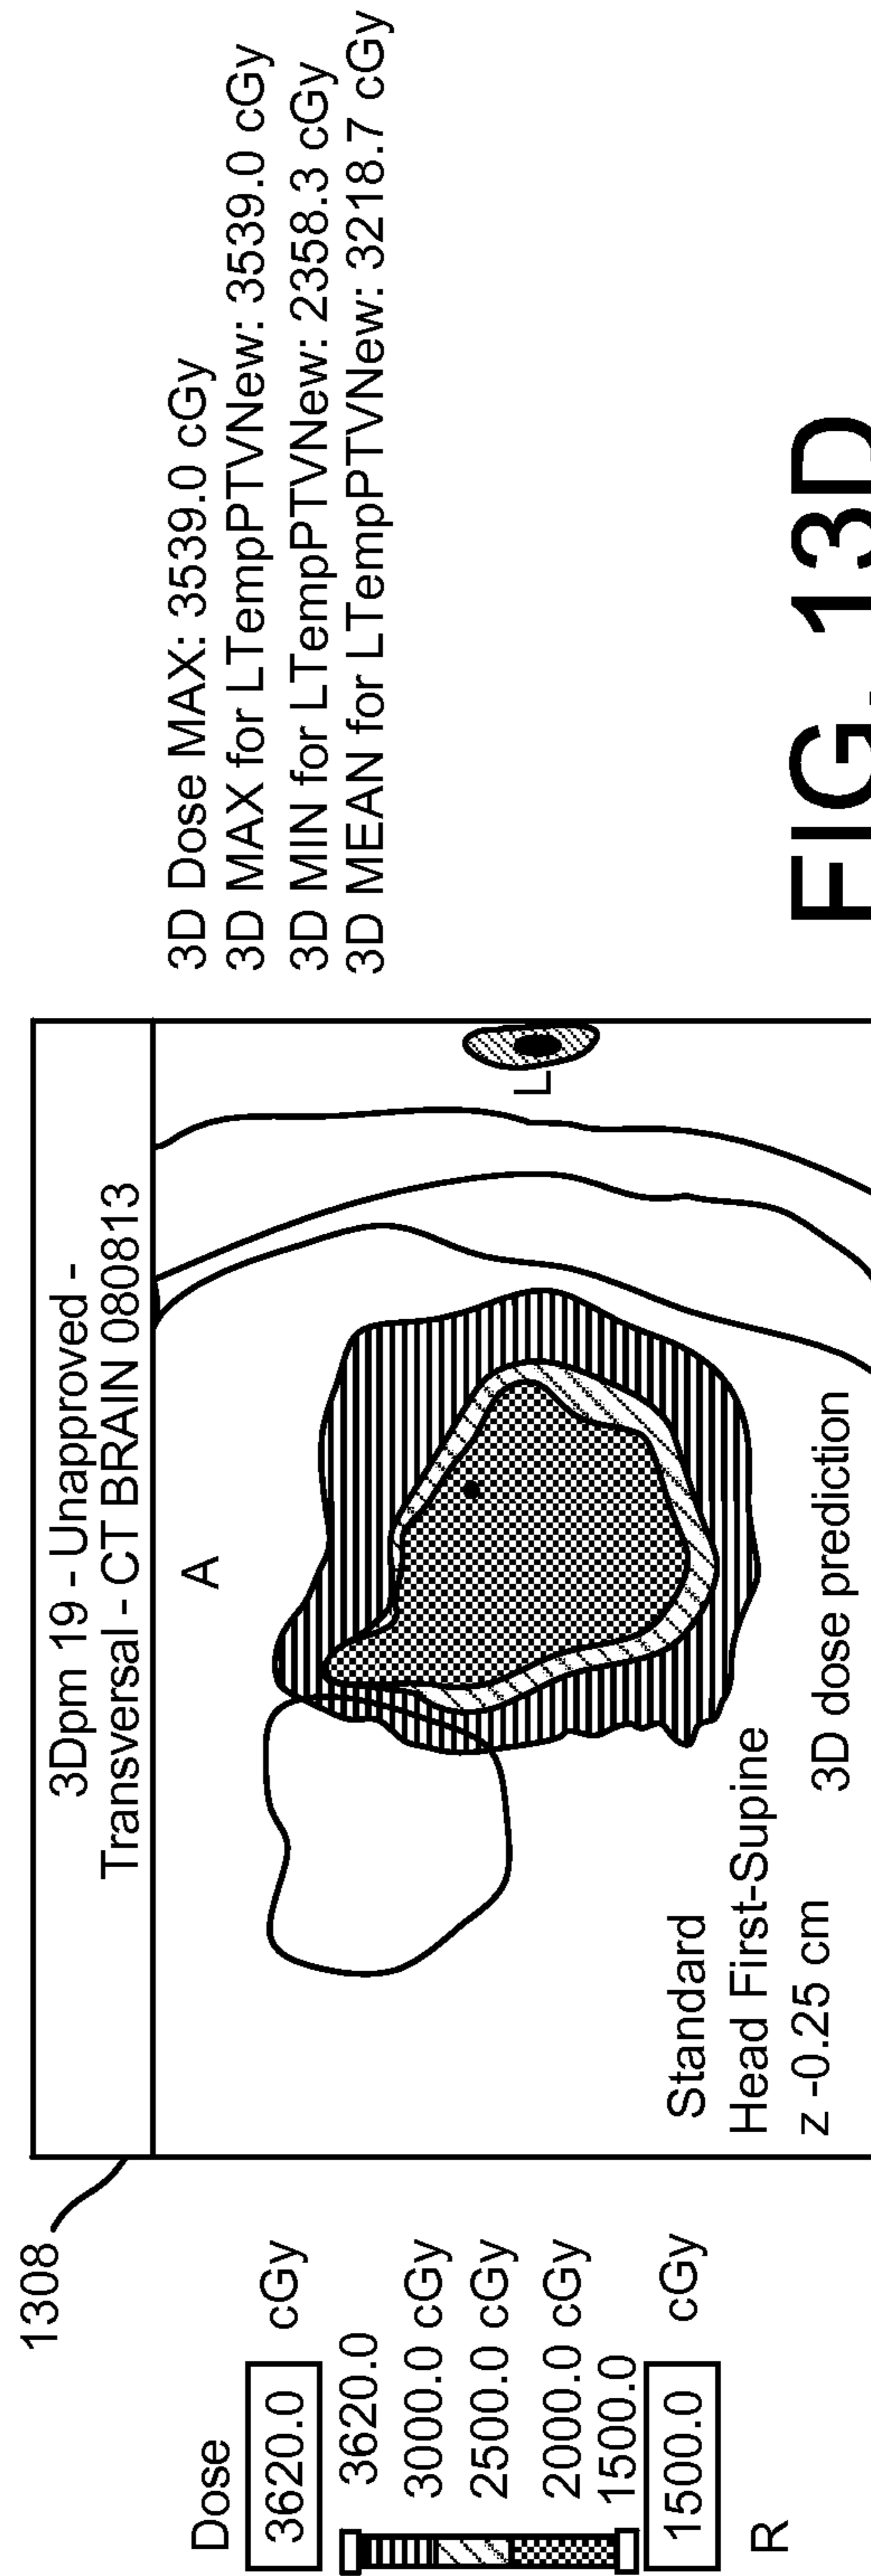 1308
Dose
3620.0 cGy
3620.0
3000.0 cGy
2500.0 cGy
2000.0 cGy
1500.0
1500.0 cGy
R
3Dpm 19 - Unapproved -
Transversal - CT BRAIN 080813
A
L
Standard
Head First-Supine
z -0.25 cm
3D dose prediction
3D Dose MAX: 3539.0 cGy
3D MAX for LTempPTVNew: 3539.0 cGy
3D MIN for LTempPTVNew: 2358.3 cGy
3D MEAN for LTempPTVNew: 3218.7 cGy
FIG. 13D